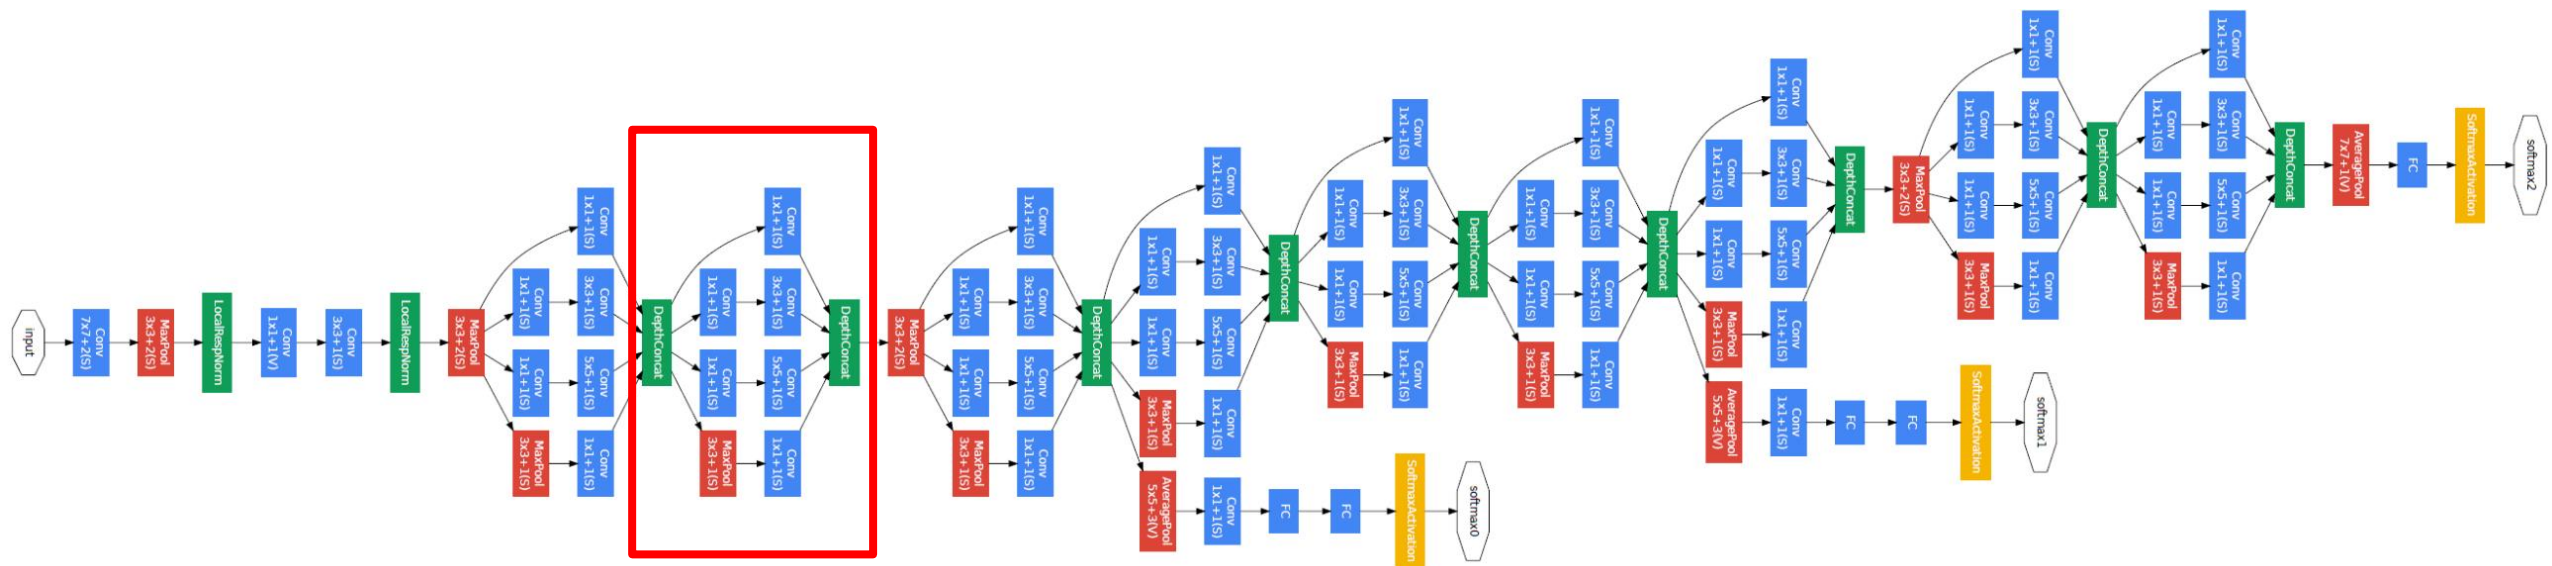 input
Conv
7x7+2(S)
MaxPool
3x3+2(S)
LocalRespNorm
Conv
1x1+1(V)
Conv
3x3+1(S)
LocalRespNorm
MaxPool
3x3+2(S)
Conv
1x1+1(S)
Conv
1x1+1(S)
MaxPool
3x3+1(S)
Conv
1x1+1(S)
Conv
3x3+1(S)
Conv
5x5+1(S)
Conv
1x1+1(S)
DepthConcat
Conv
1x1+1(S)
Conv
1x1+1(S)
MaxPool
3x3+1(S)
Conv
1x1+1(S)
Conv
3x3+1(S)
Conv
5x5+1(S)
Conv
1x1+1(S)
DepthConcat
MaxPool
3x3+2(S)
Conv
1x1+1(S)
Conv
1x1+1(S)
MaxPool
3x3+1(S)
Conv
1x1+1(S)
Conv
3x3+1(S)
Conv
5x5+1(S)
Conv
1x1+1(S)
DepthConcat
Conv
1x1+1(S)
Conv
1x1+1(S)
MaxPool
3x3+1(S)
AveragePool
5x5+3(V)
Conv
1x1+1(S)
Conv
3x3+1(S)
Conv
5x5+1(S)
Conv
1x1+1(S)
Conv
1x1+1(S)
DepthConcat
FC
FC
SoftmaxActivation
softmax0
Conv
1x1+1(S)
Conv
1x1+1(S)
MaxPool
3x3+1(S)
Conv
1x1+1(S)
Conv
3x3+1(S)
Conv
5x5+1(S)
Conv
1x1+1(S)
DepthConcat
Conv
1x1+1(S)
Conv
1x1+1(S)
MaxPool
3x3+1(S)
Conv
1x1+1(S)
Conv
3x3+1(S)
Conv
5x5+1(S)
Conv
1x1+1(S)
DepthConcat
Conv
1x1+1(S)
Conv
1x1+1(S)
MaxPool
3x3+1(S)
AveragePool
5x5+3(V)
Conv
1x1+1(S)
Conv
3x3+1(S)
Conv
5x5+1(S)
Conv
1x1+1(S)
Conv
1x1+1(S)
DepthConcat
FC
FC
SoftmaxActivation
softmax1
MaxPool
3x3+2(S)
Conv
1x1+1(S)
Conv
1x1+1(S)
MaxPool
3x3+1(S)
Conv
1x1+1(S)
Conv
3x3+1(S)
Conv
5x5+1(S)
Conv
1x1+1(S)
DepthConcat
Conv
1x1+1(S)
Conv
1x1+1(S)
MaxPool
3x3+1(S)
Conv
1x1+1(S)
Conv
3x3+1(S)
Conv
5x5+1(S)
Conv
1x1+1(S)
DepthConcat
AveragePool
7x7+1(V)
FC
SoftmaxActivation
softmax2